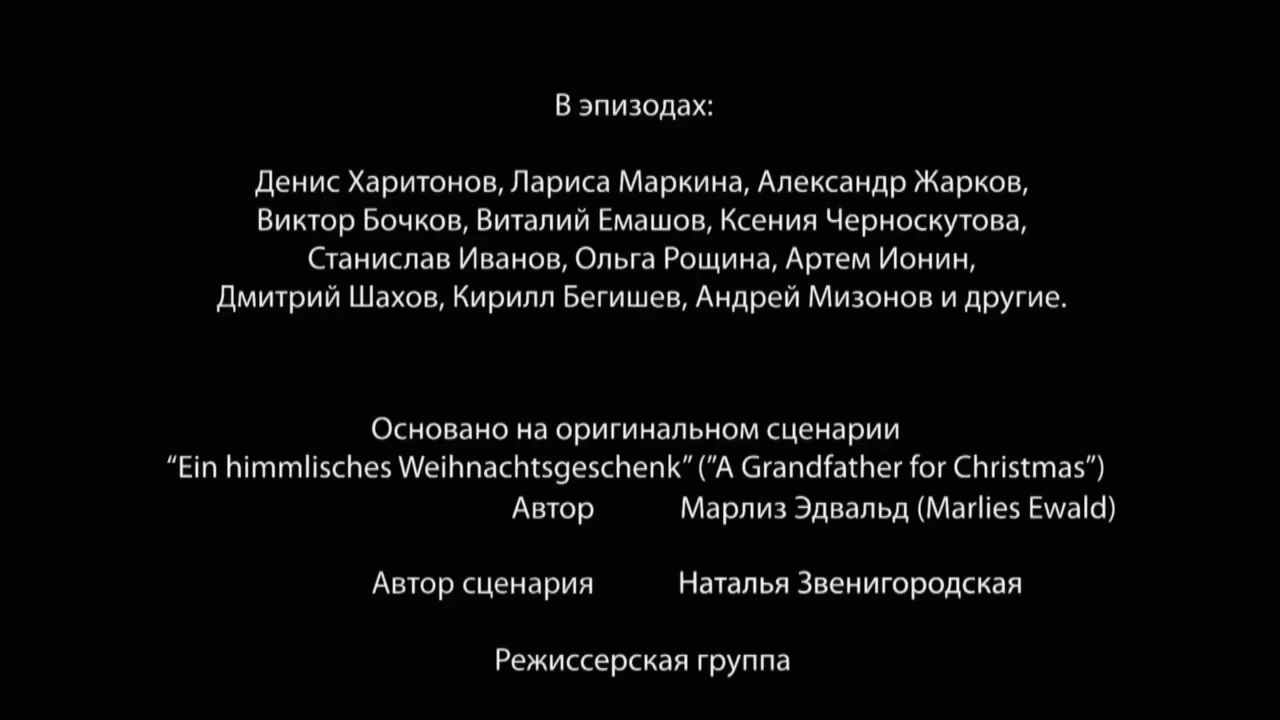 В эпизодах:
Денис Харитонов, Лариса Маркина, Александр Жарков,
Виктор Бочков, Виталий Емашов, Ксения Черноскутова,
Станислав Иванов, Ольга Рощина, Артем Ионин,
Дмитрий Шахов, Кирилл Бегишев, Андрей Мизонов и другие.
Основано на оригинальном сценарии
“Ein himmlisches Weihnachtsgeschenk” (”A Grandfather for Christmas”)
Автор Марлиз Эдвальд (Marlies Ewald)
Автор сценария Наталья Звенигородская
Режиссерская группа